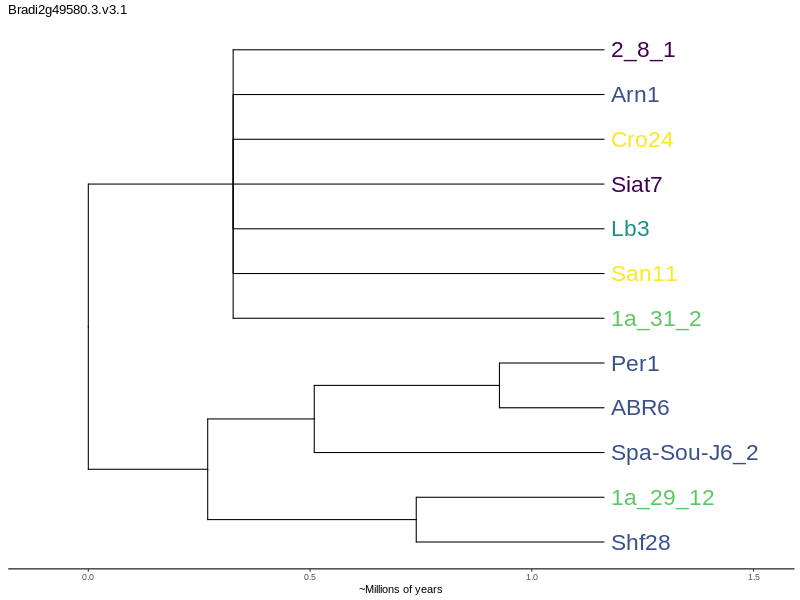 Bradi2g49580.3.v3.1
2_8_1
Arn1
Cro24
Siat7
Lb3
San11
1a_31_2
Per1
ABR6
Spa-Sou-J6_2
1a_29_12
Shf28
0.0 0.5 1.0 1.5
~Millions of years